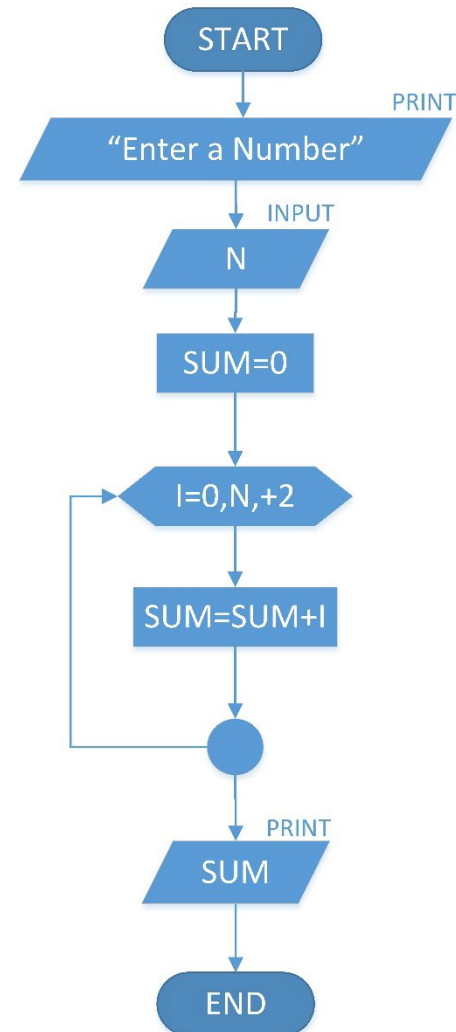 START
PRINT
“Enter a Number”
INPUT
N
SUM=0
I=0,N,+2
SUM=SUM+I
PRINT
SUM
END